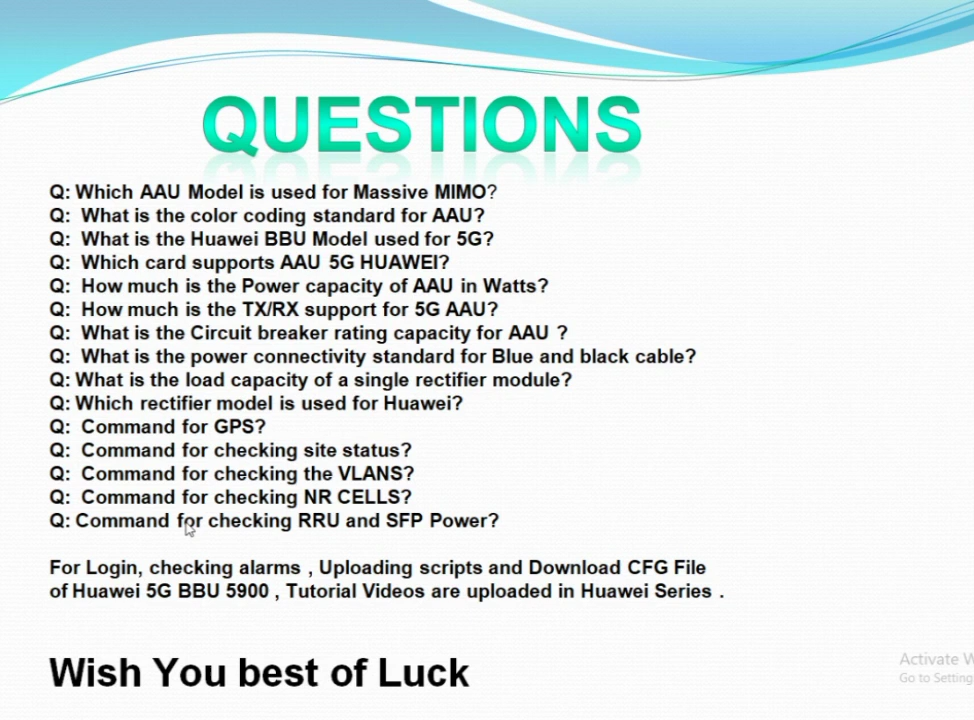 QUESTIONS
Q: Which AAU Model is used for Massive MIMO?
Q: What is the color coding standard for AAU?
Q: What is the Huawei BBU Model used for 5G?
Q: Which card supports AAU 5G HUAWEI?
Q: How much is the Power capacity of AAU in Watts?
Q: How much is the TX/RX support for 5G AAU?
Q: What is the Circuit breaker rating capacity for AAU ?
Q: What is the power connectivity standard for Blue and black cable?
Q: What is the load capacity of a single rectifier module?
Q: Which rectifier model is used for Huawei?
Q: Command for GPS?
Q: Command for checking site status?
Q: Command for checking the VLANS?
Q: Command for checking NR CELLS?
Q: Command for checking RRU and SFP Power?
For Login, checking alarms , Uploading scripts and Download CFG File
of Huawei 5G BBU 5900 , Tutorial Videos are uploaded in Huawei Series .
Wish You best of Luck
Activate W
Go to Setting